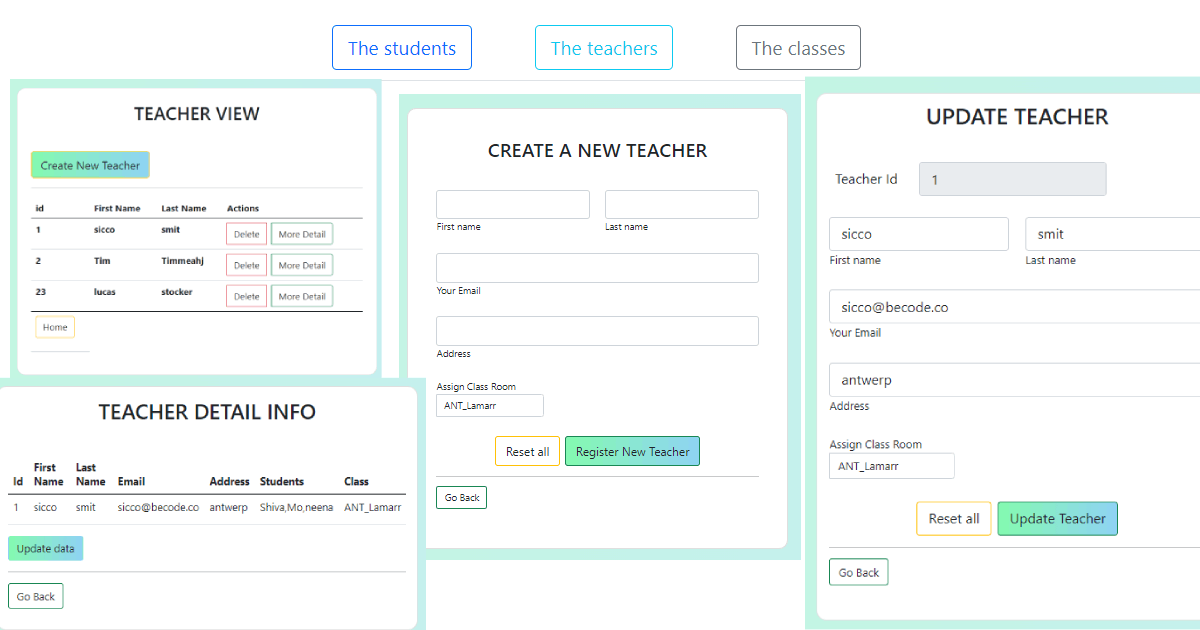 The students The teachers The classes
TEACHER VIEW
Create New Teacher
id First Name Last Name Actions
1 sicco smit Delete More Detail
2 Tim Timmeahj Delete More Detail
23 lucas stocker Delete More Detail
Home
TEACHER DETAIL INFO
Id First Name Last Name Email Address Students Class
1 sicco smit sicco@becode.co antwerp Shiva,Mo,neena ANT_Lamarr
Update data
Go Back
CREATE A NEW TEACHER
First name Last name
Your Email
Address
Assign Class Room
ANT_Lamarr
Reset all Register New Teacher
Go Back
UPDATE TEACHER
Teacher Id 1
sicco smit
First name Last name
sicco@becode.co
Your Email
antwerp
Address
Assign Class Room
ANT_Lamarr
Reset all Update Teacher
Go Back